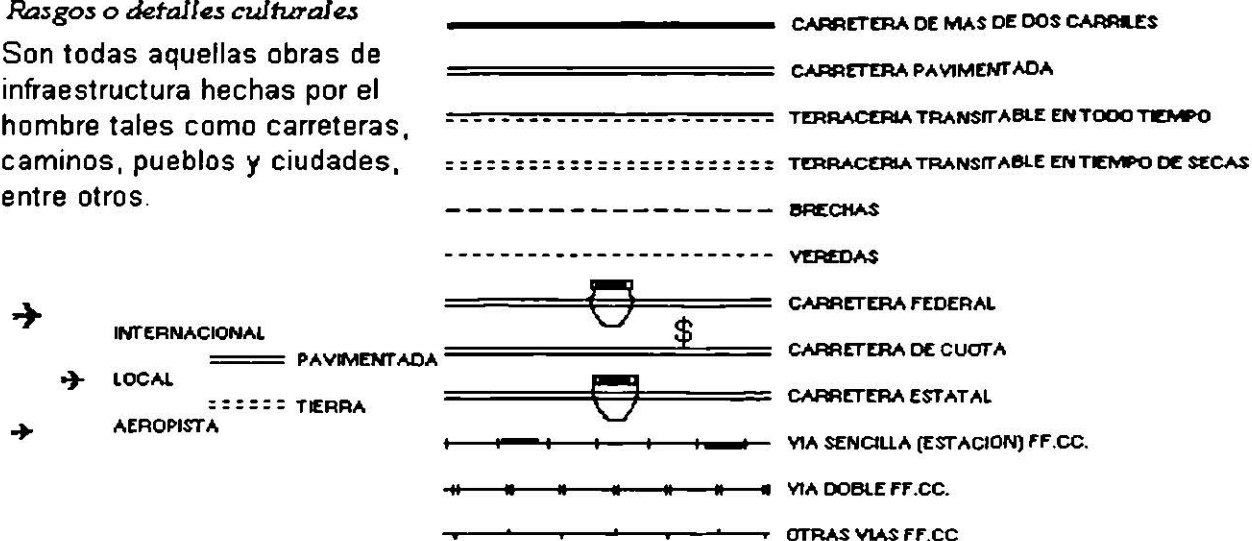 Rasgos o detalles culturales
Son todas aquellas obras de
infraestructura hechas por el
hombre tales como carreteras,
caminos, pueblos y ciudades,
entre otros.
INTERNACIONAL
PAVIMENTADA
LOCAL
TIERRA
AEROPISTA
CARRETERA DE MAS DE DOS CARRILES
CARRETERA PAVIMENTADA
TERRACERIA TRANSITABLE EN TODO TIEMPO
TERRACERIA TRANSITABLE EN TIEMPO DE SECAS
BRECHAS
VEREDAS
CARRETERA FEDERAL
$
CARRETERA DE CUOTA
CARRETERA ESTATAL
VIA SENCILLA (ESTACION) FF.CC.
VIA DOBLE FF.CC.
OTRAS VIAS FF.CC